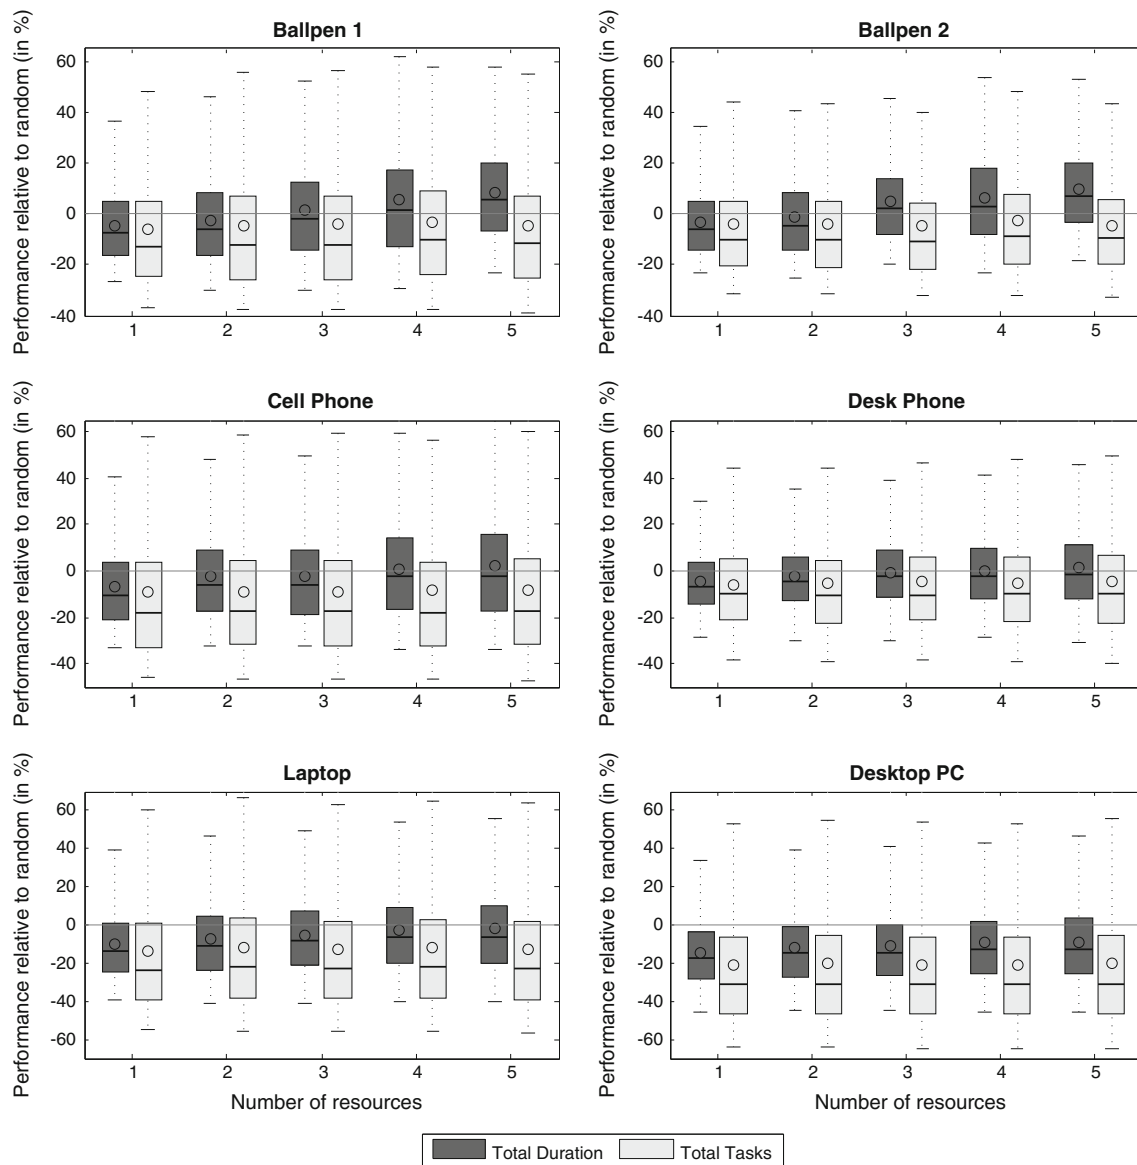 Ballpen 1
Performance relative to random (in %)
60
40
20
0
-20
-40
1 2 3 4 5
Ballpen 2
Performance relative to random (in %)
60
40
20
0
-20
-40
1 2 3 4 5
Cell Phone
Performance relative to random (in %)
60
40
20
0
-20
-40
1 2 3 4 5
Desk Phone
Performance relative to random (in %)
60
40
20
0
-20
-40
1 2 3 4 5
Laptop
Performance relative to random (in %)
60
40
20
0
-20
-40
-60
1 2 3 4 5
Number of resources
Desktop PC
Performance relative to random (in %)
60
40
20
0
-20
-40
-60
1 2 3 4 5
Number of resources
Total Duration Total Tasks